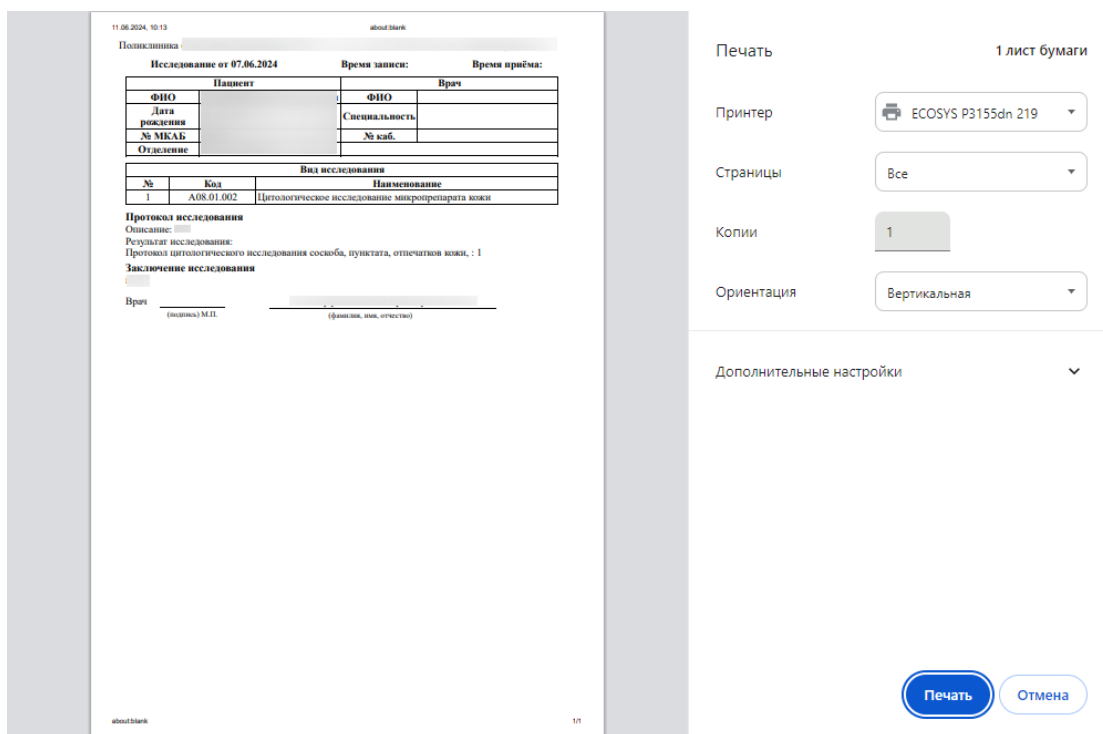 11.06.2024, 10:13 about:blank
Поликлиника
Исследование от 07.06.2024 Время записи: Время приёма:
Пациент Врач
ФИО ФИО
Дата рождения Специальность
№ МКАБ № каб.
Отделение
Вид исследования
№ Код Наименование
1 A08.01.002 Цитологическое исследование микропрепарата кожи
Протокол исследования
Описание:
Результат исследования:
Протокол цитологического исследования соскоба, пунктата, отпечатков кожи, : 1
Заключение исследования
Врач
(подпись) М.П. (фамилия, имя, отчество)
about:blank 1/1
Печать 1 лист бумаги
Принтер ECOSYS P3155dn 219
Страницы Все
Копии 1
Ориентация Вертикальная
Дополнительные настройки
Печать Отмена